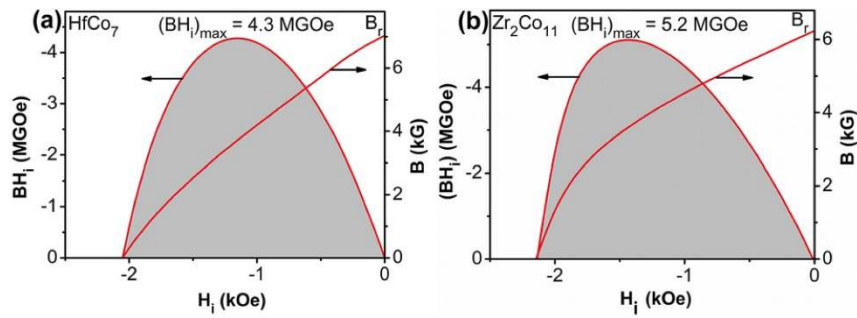 (a) HfCo7 (BHi)max = 4.3 MGOe Br
-4
-3
-2
-1
0
BHi (MGOe)
6
4
2
0
B (kG)
-2 -1 0
Hi (kOe)
(b) Zr2Co11 (BHi)max = 5.2 MGOe Br
-4
-2
0
(BHi) (MGOe)
6
4
2
0
B (kG)
-2 -1 0
Hi (kOe)